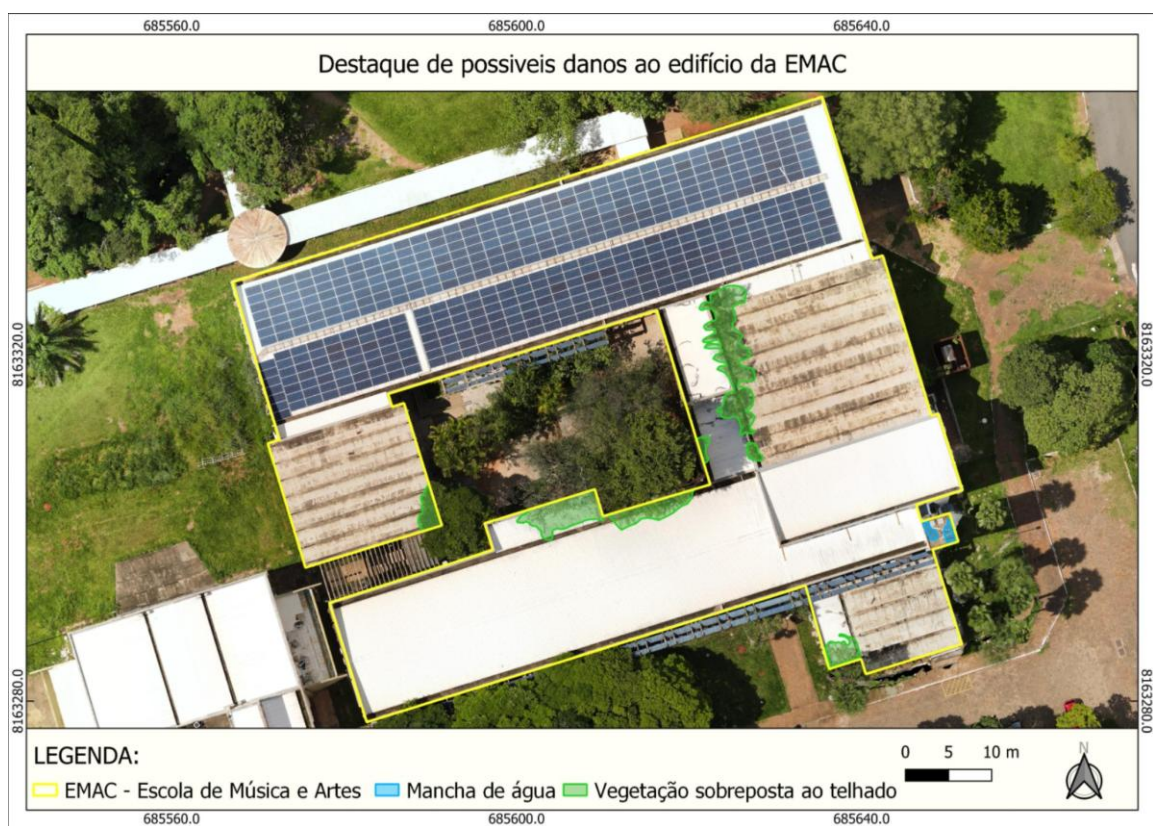 685560.0 685600.0 685640.0
Destaque de possiveis danos ao edifício da EMAC
8163320.0 8163320.0
8163280.0 8163280.0
LEGENDA:
0 5 10 m
N
EMAC - Escola de Música e Artes Mancha de água Vegetação sobreposta ao telhado
685560.0 685600.0 685640.0